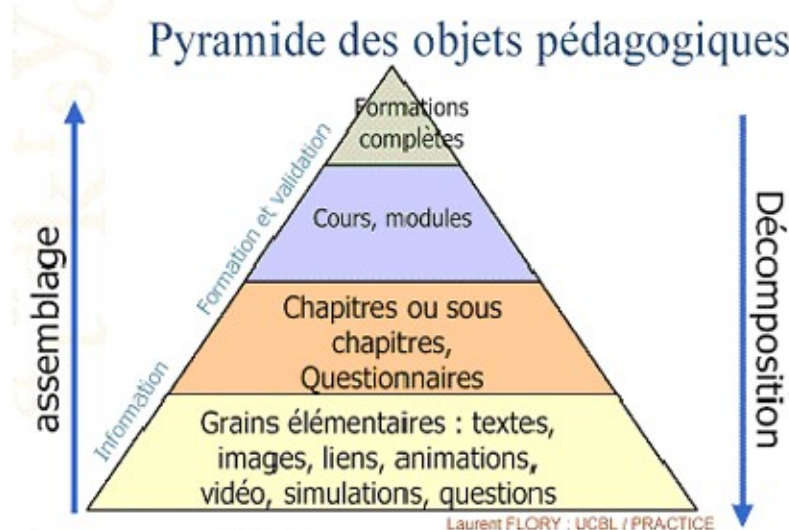 Pyramide des objets pédagogiques
Formations
complètes
Formation et validation
Cours, modules
assemblage
Décomposition
Chapitres ou sous
chapitres,
Questionnaires
Information
Grains élémentaires : textes,
images, liens, animations,
vidéo, simulations, questions
Laurent FLORY : UCBL / PRACTICE